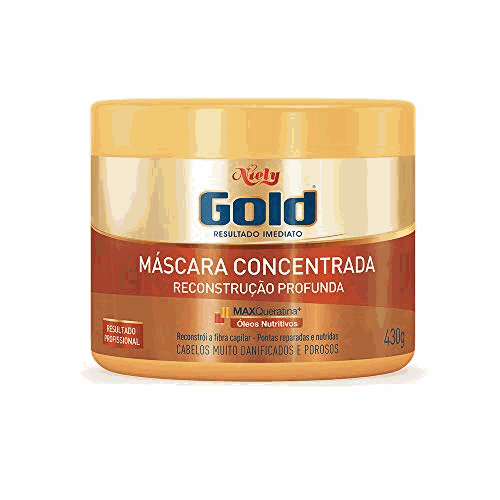 Niely
Gold®
RESULTADO IMEDIATO
MÁSCARA CONCENTRADA
RECONSTRUÇÃO PROFUNDA
MAXQueratina+
Óleos Nutritivos
RESULTADO
PROFISSIONAL
Reconstrói a fibra capilar - Pontas reparadas e nutridas
CABELOS MUITO DANIFICADOS E POROSOS
430g